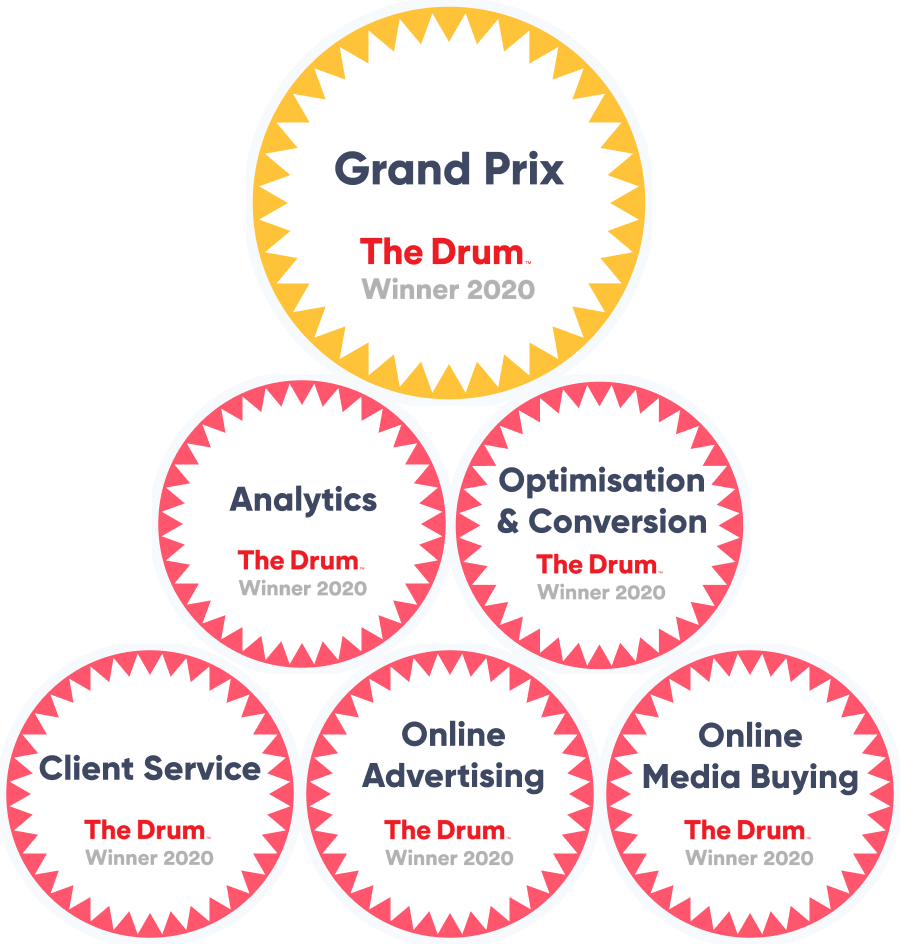 Grand Prix
The Drum™
Winner 2020
Analytics
The Drum™
Winner 2020
Optimisation
& Conversion
The Drum™
Winner 2020
Client Service
The Drum™
Winner 2020
Online
Advertising
The Drum™
Winner 2020
Online
Media Buying
The Drum™
Winner 2020